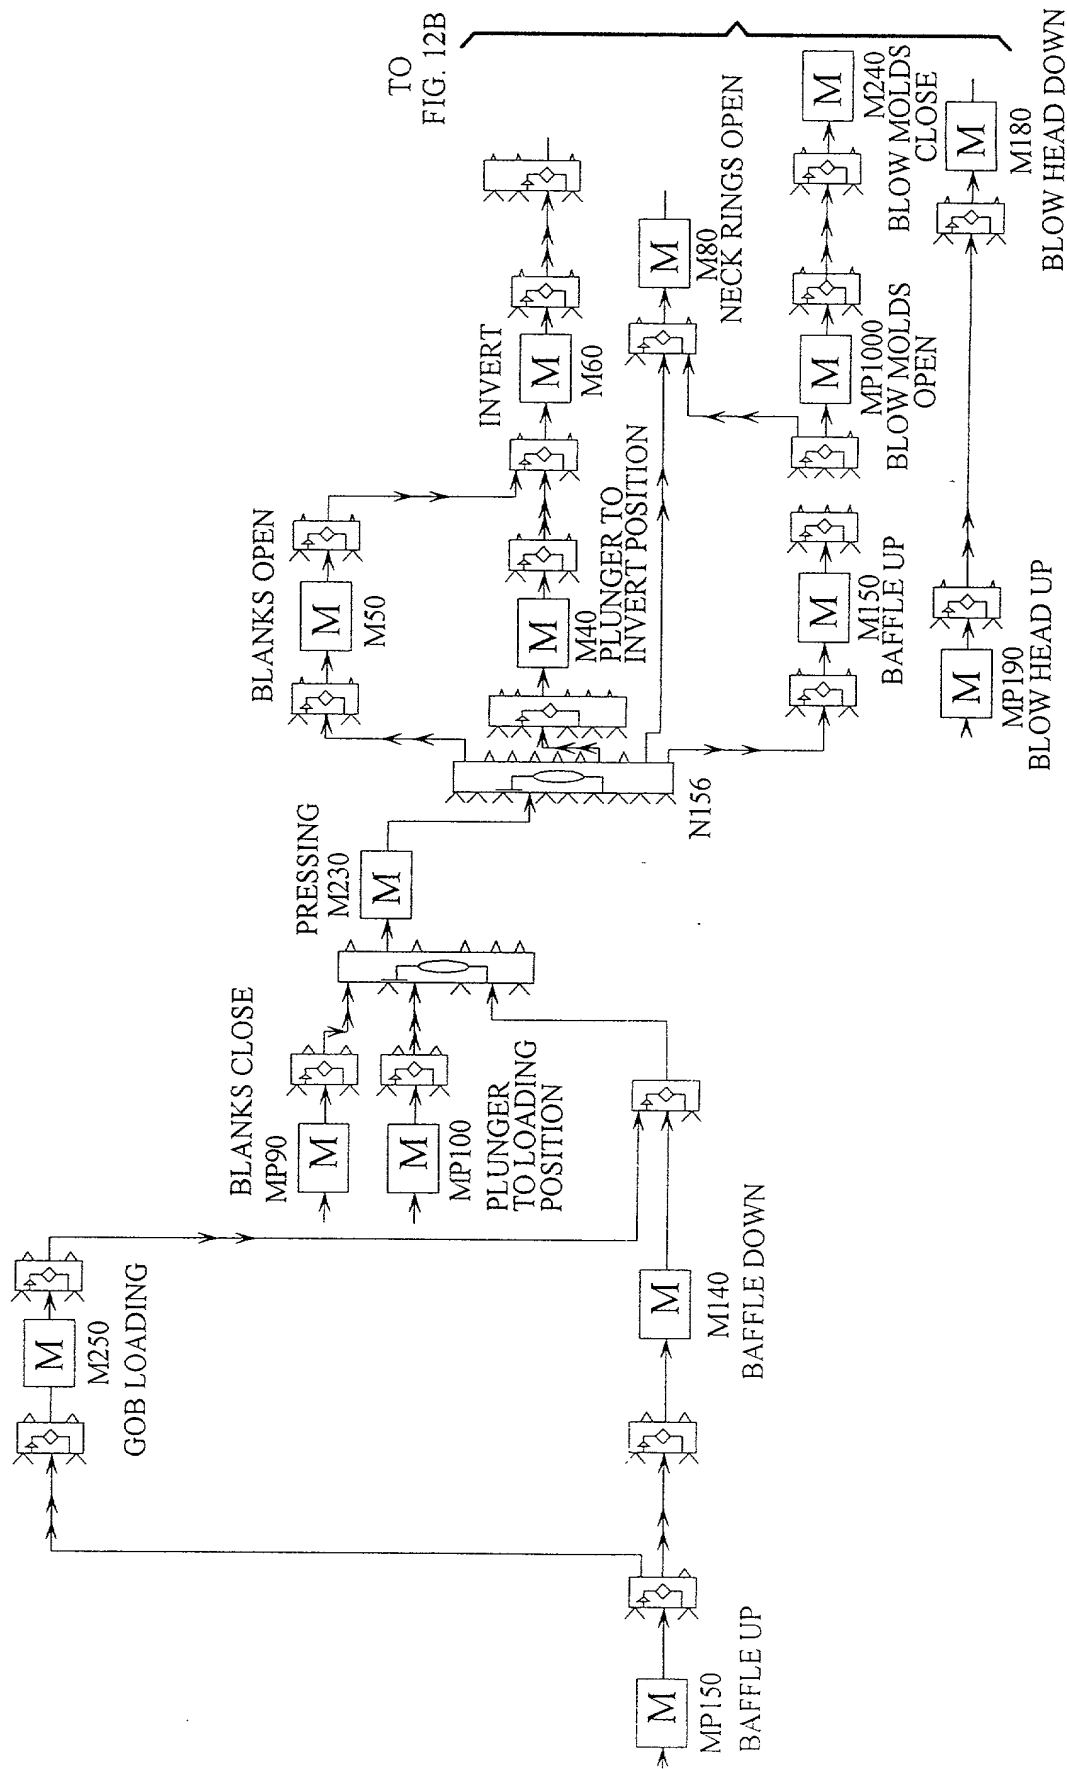 TO
FIG. 12B
M
M250
GOB LOADING
BLANKS CLOSE
MP90
M
M
MP100
PLUNGER
TO LOADING
POSITION
PRESSING
M230
M
BLANKS OPEN
M
M50
M
M40
PLUNGER TO
INVERT POSITION
INVERT
M
M60
M
M80
NECK RINGS OPEN
N156
M
MP150
BAFFLE UP
M
M140
BAFFLE DOWN
M
M150
BAFFLE UP
M
MP1000
BLOW MOLDS
OPEN
M
M240
BLOW MOLDS
CLOSE
M
MP190
BLOW HEAD UP
M
M180
BLOW HEAD DOWN